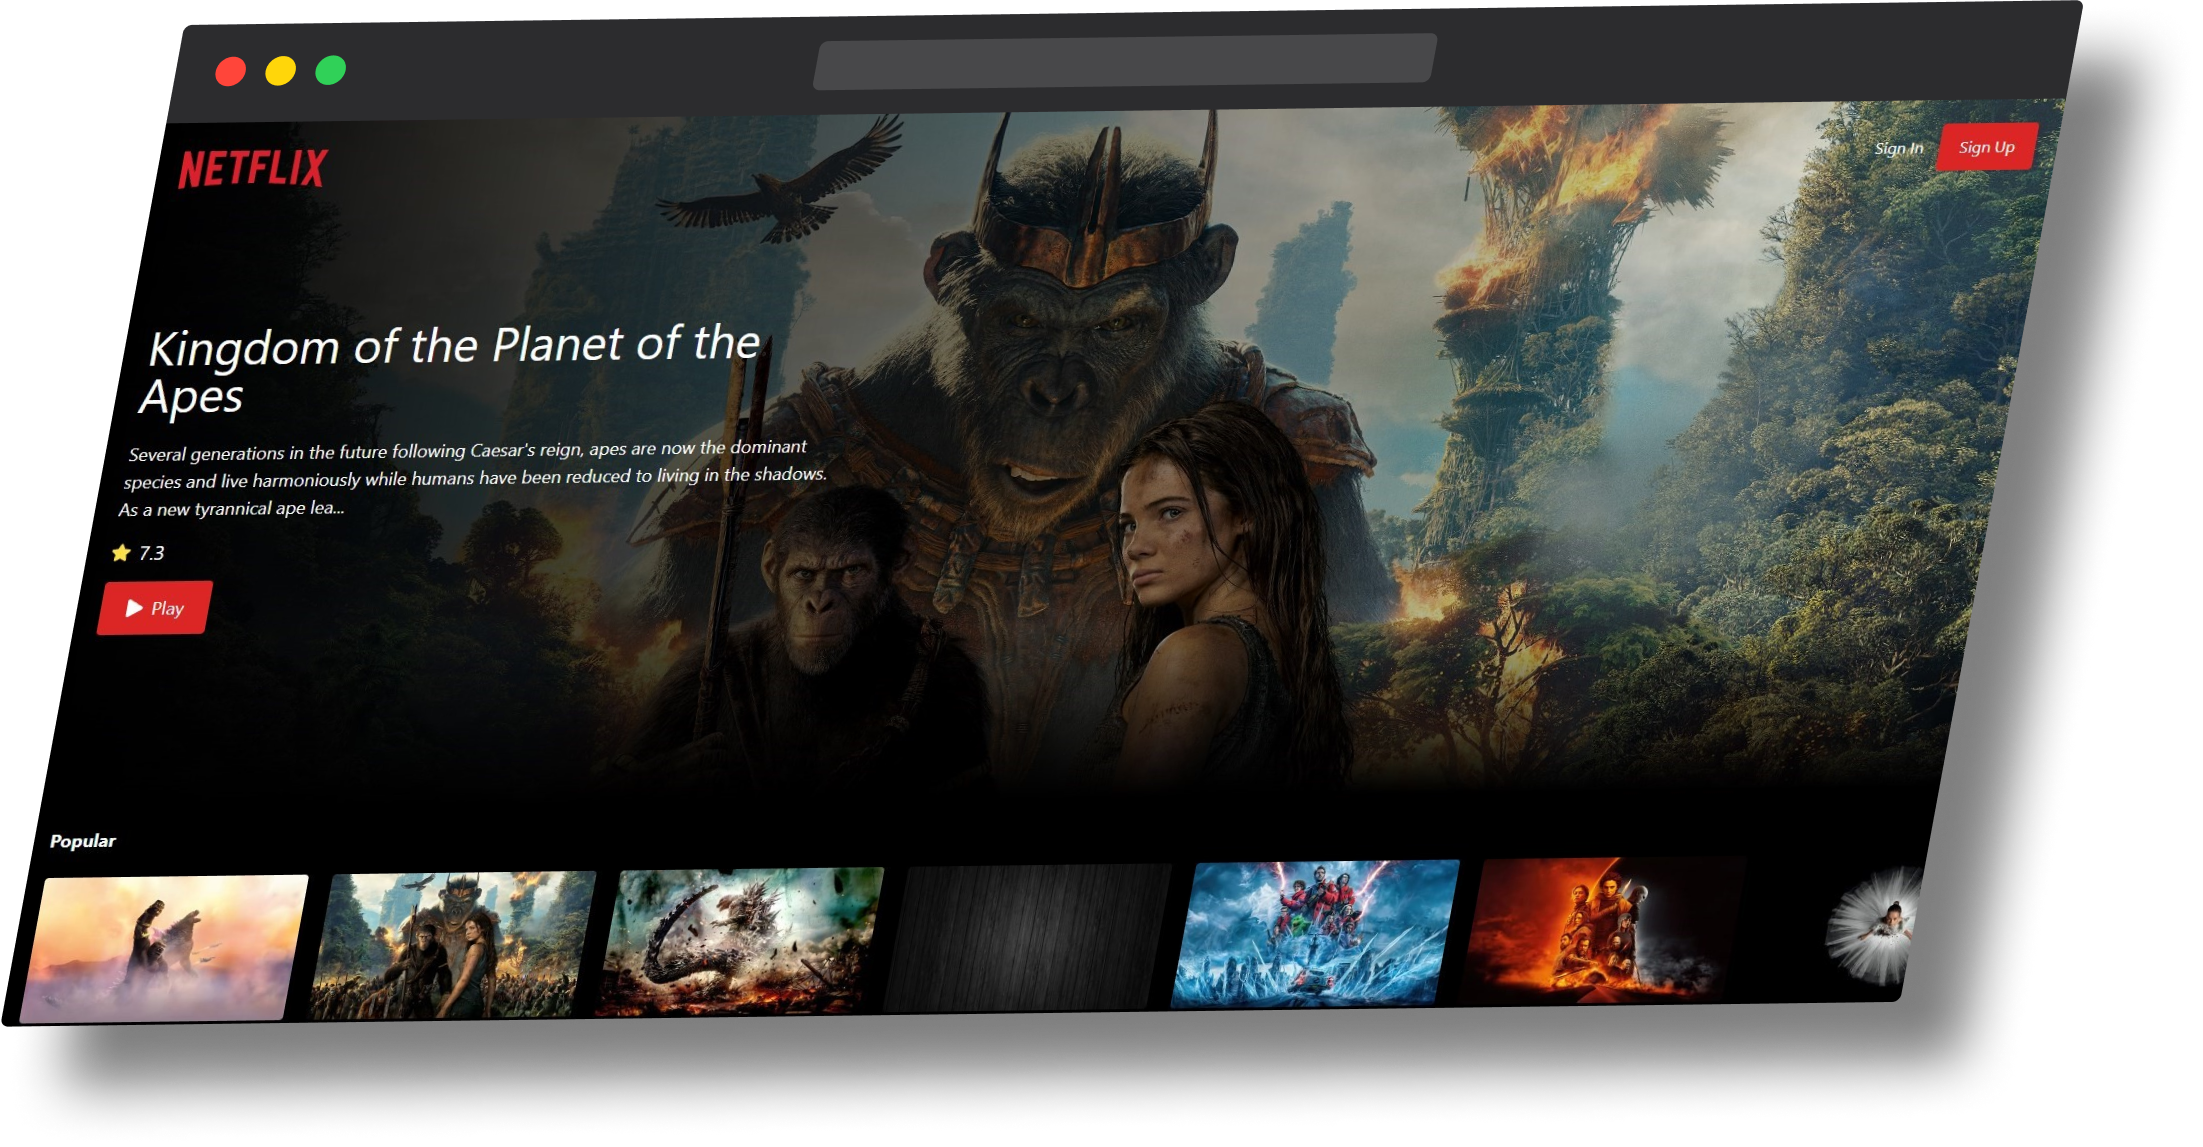 NETFLIX
Sign In
Sign Up
Kingdom of the Planet of the
Apes
Several generations in the future following Caesar's reign, apes are now the dominant
species and live harmoniously while humans have been reduced to living in the shadows.
As a new tyrannical ape lea...
7.3
Play
Popular